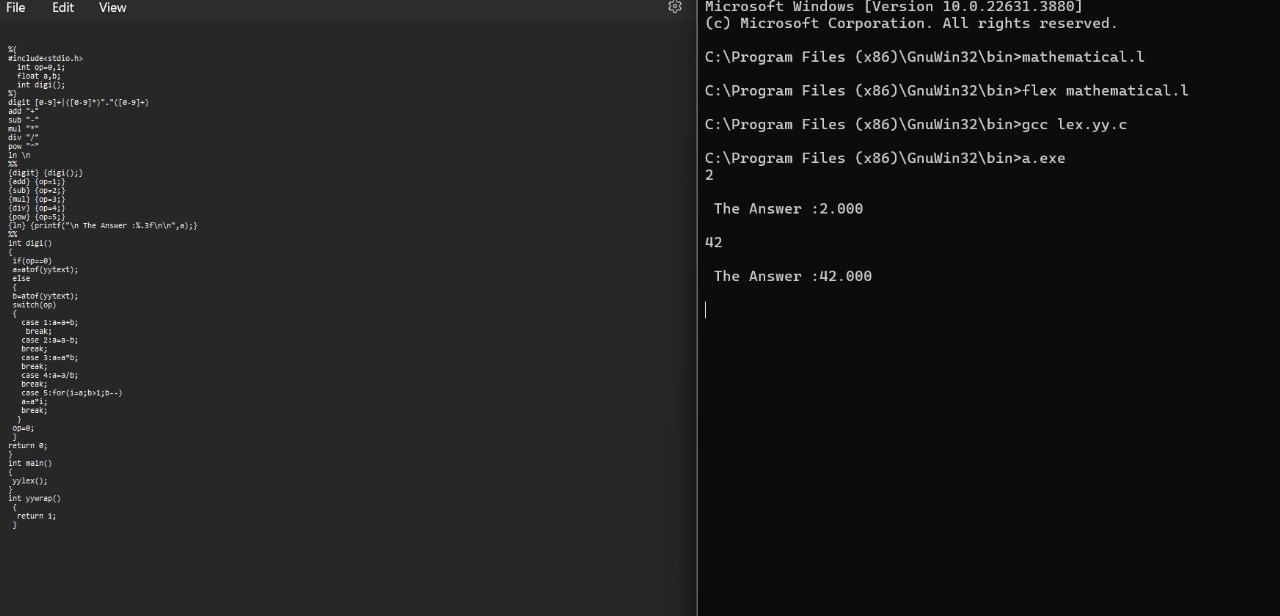 File Edit View
%{
#include<stdio.h>
int op=0,i;
float a,b;
int digi();
%}
digit [0-9]+|([0-9]*)"."([0-9]+)
add "+"
sub "-"
mul "*"
div "/"
pow "^"
ln \n
%%
{digit} {digi();}
{add} {op=1;}
{sub} {op=2;}
{mul} {op=3;}
{div} {op=4;}
{pow} {op=5;}
{ln} {printf("\n The Answer :%.3f\n\n",a);}
%%
int digi()
{
if(op==0)
a=atof(yytext);
else
{
b=atof(yytext);
switch(op)
{
case 1:a=a+b;
break;
case 2:a=a-b;
break;
case 3:a=a*b;
break;
case 4:a=a/b;
break;
case 5:for(i=a;b>1;b--)
a=a*i;
break;
}
op=0;
}
return 0;
}
int main()
{
yylex();
}
int yywrap()
{
return 1;
}
Microsoft Windows [Version 10.0.22631.3880]
(c) Microsoft Corporation. All rights reserved.
C:\Program Files (x86)\GnuWin32\bin>mathematical.l
C:\Program Files (x86)\GnuWin32\bin>flex mathematical.l
C:\Program Files (x86)\GnuWin32\bin>gcc lex.yy.c
C:\Program Files (x86)\GnuWin32\bin>a.exe
2
The Answer :2.000
42
The Answer :42.000